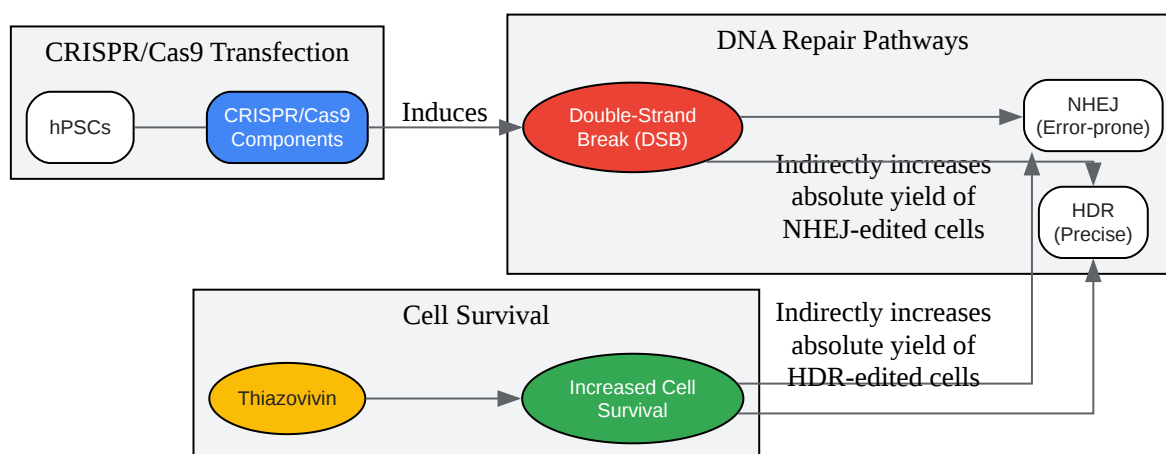 CRISPR/Cas9 Transfection
hPSCs
CRISPR/Cas9
Components
Induces
DNA Repair Pathways
Double-Strand
Break (DSB)
NHEJ
(Error-prone)
Indirectly increases
absolute yield of
NHEJ-edited cells
HDR
(Precise)
Cell Survival
Thiazovivin
Increased Cell
Survival
Indirectly increases
absolute yield of
HDR-edited cells